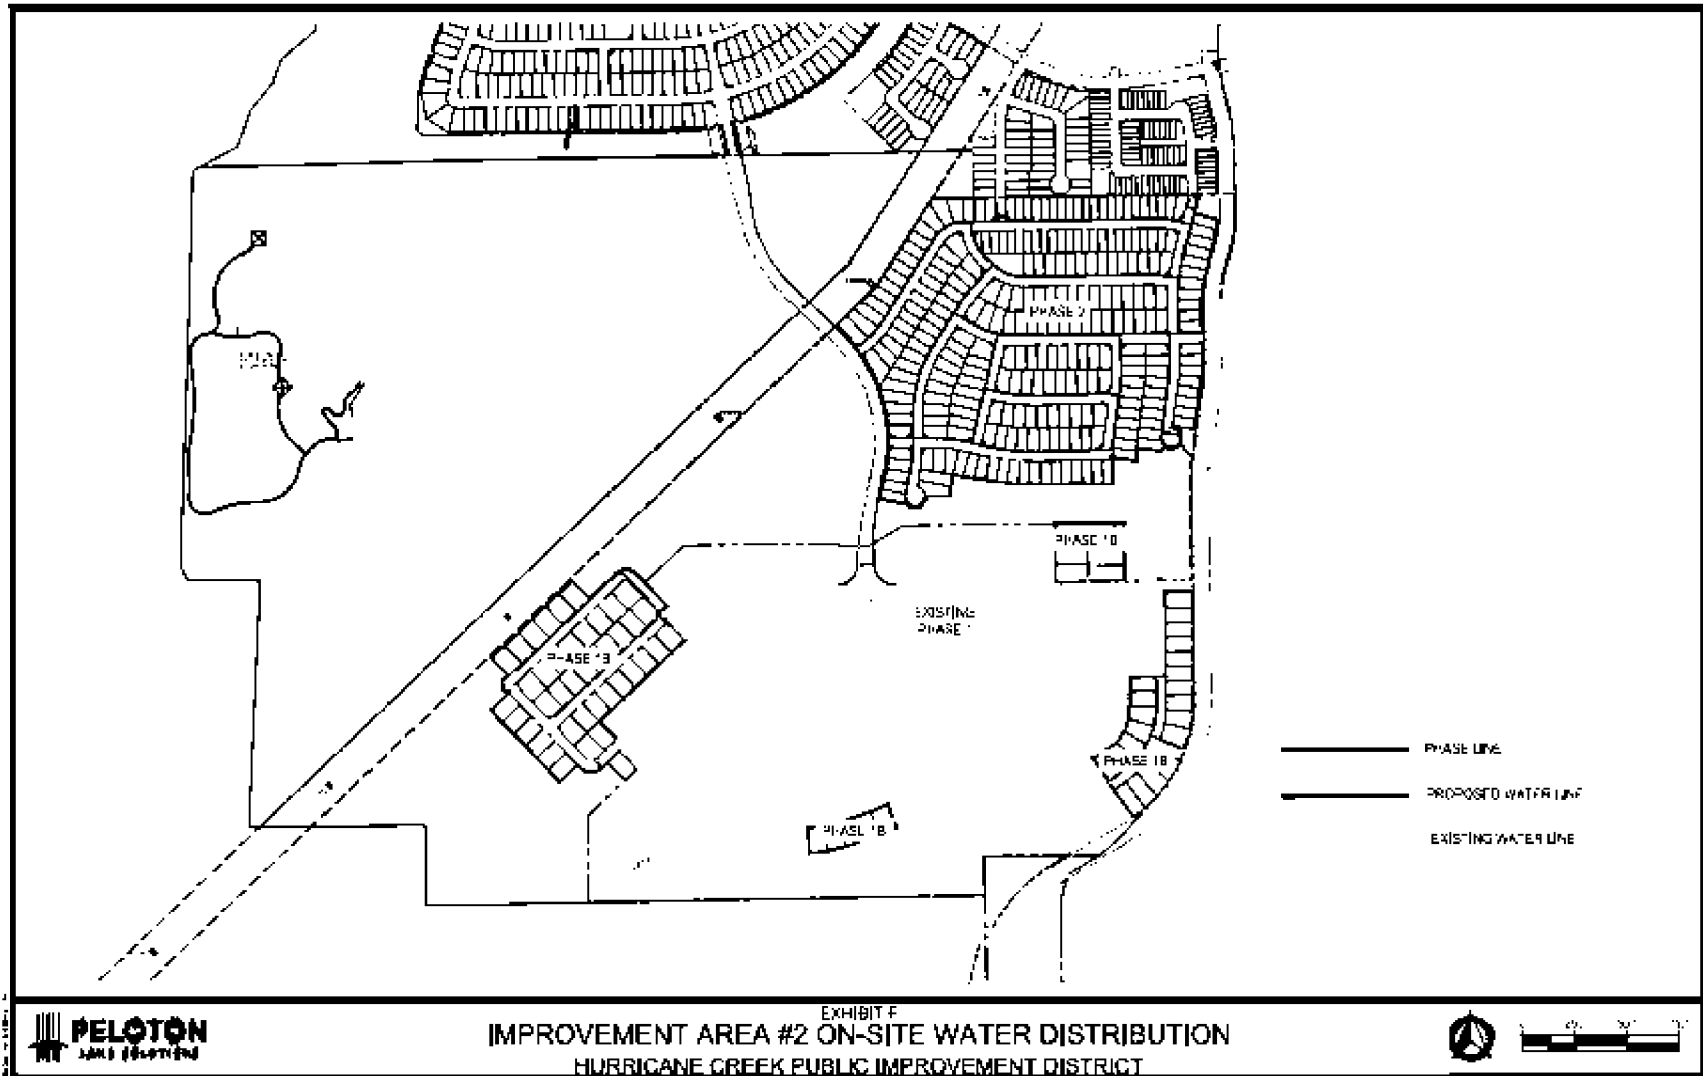 PHASE 2
PHASE 1B
EXISTING
PHASE 1
PHASE 1B
PHASE 1B
PHASE 1B
PHASE LINE
PROPOSED WATER LINE
EXISTING WATER LINE
PELOTON
LAND SOLUTIONS
EXHIBIT F
IMPROVEMENT AREA #2 ON-SITE WATER DISTRIBUTION
HURRICANE CREEK PUBLIC IMPROVEMENT DISTRICT